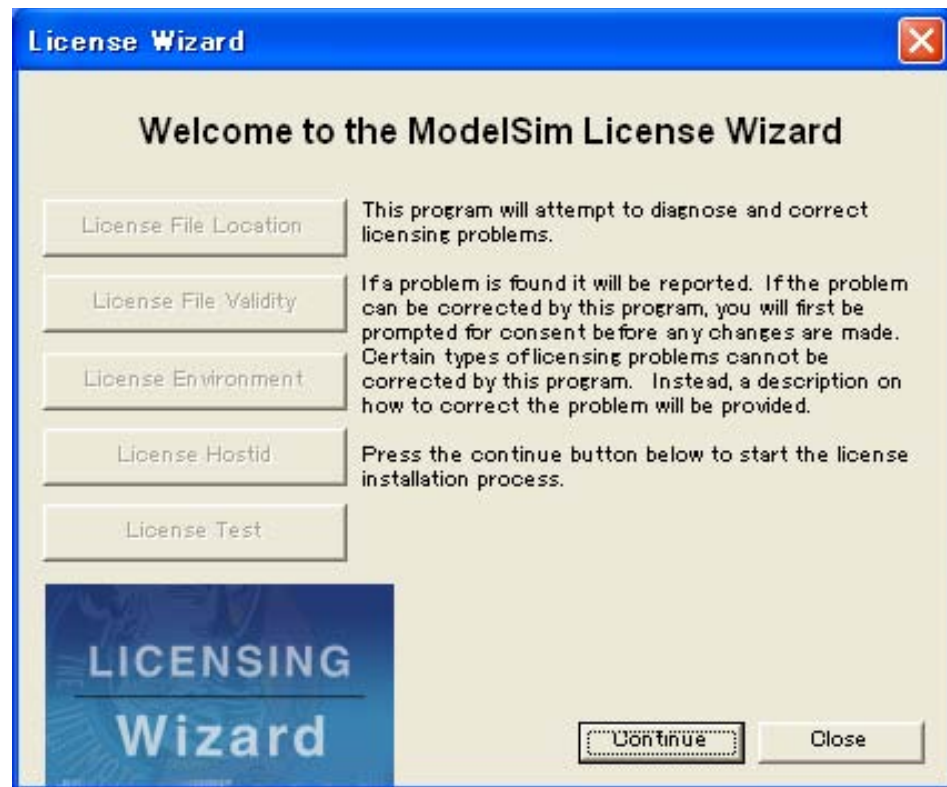 License Wizard
Welcome to the ModelSim License Wizard
License File Location
License File Validity
License Environment
License Hostid
License Test
This program will attempt to diagnose and correct
licensing problems.
If a problem is found it will be reported. If the problem
can be corrected by this program, you will first be
prompted for consent before any changes are made.
Certain types of licensing problems cannot be
corrected by this program. Instead, a description on
how to correct the problem will be provided.
Press the continue button below to start the license
installation process.
LICENSING
Wizard
Continue
Close